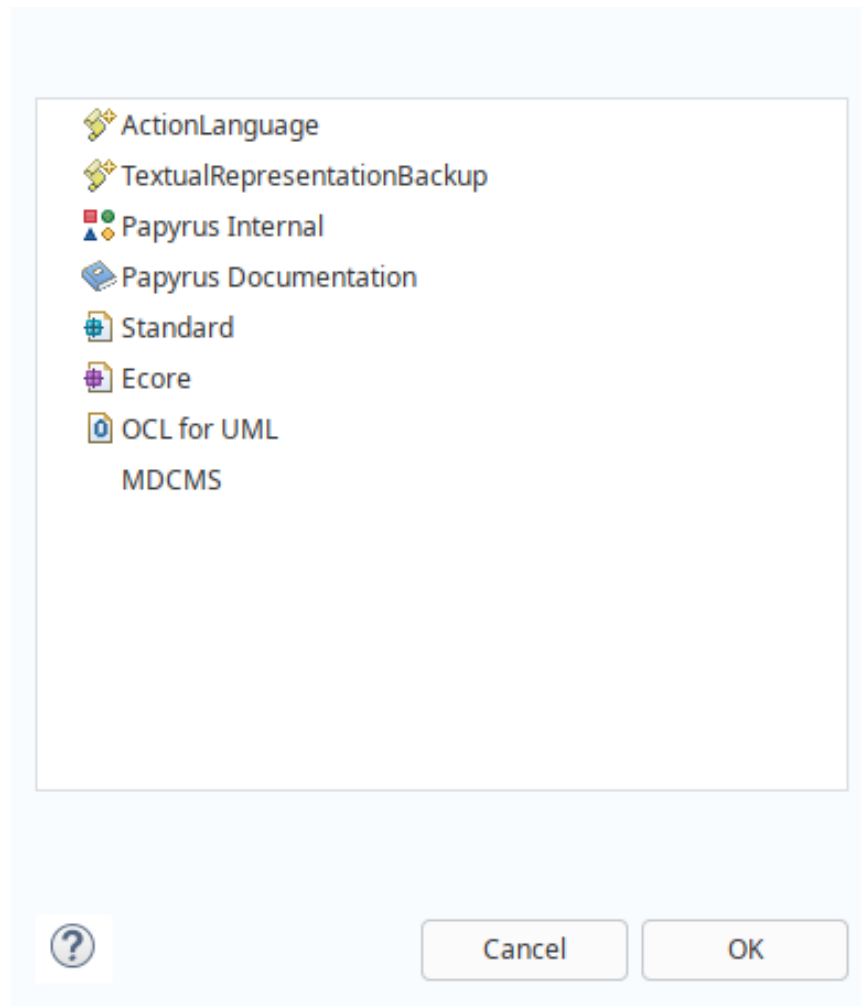 ActionLanguage
TextualRepresentationBackup
Papyrus Internal
Papyrus Documentation
Standard
Ecore
OCL for UML
MDCMS
Cancel
OK